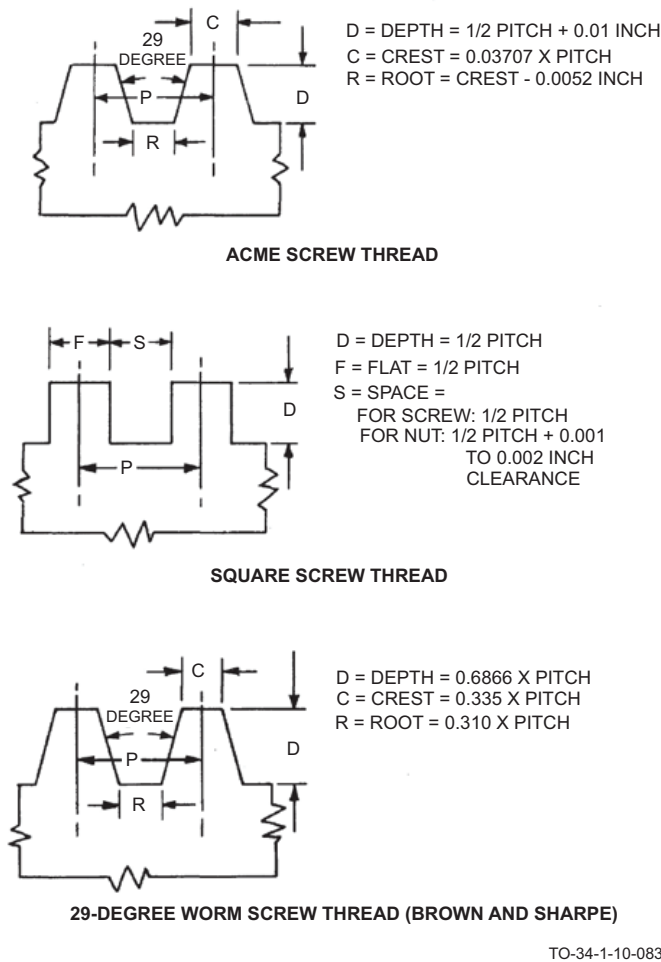 C
29
DEGREE
P
D
R
D = DEPTH = 1/2 PITCH + 0.01 INCH
C = CREST = 0.03707 X PITCH
R = ROOT = CREST - 0.0052 INCH
ACME SCREW THREAD
F
S
D
P
D = DEPTH = 1/2 PITCH
F = FLAT = 1/2 PITCH
S = SPACE =
FOR SCREW: 1/2 PITCH
FOR NUT: 1/2 PITCH + 0.001
TO 0.002 INCH
CLEARANCE
SQUARE SCREW THREAD
C
29
DEGREE
P
D
R
D = DEPTH = 0.6866 X PITCH
C = CREST = 0.335 X PITCH
R = ROOT = 0.310 X PITCH
29-DEGREE WORM SCREW THREAD (BROWN AND SHARPE)
TO-34-1-10-083